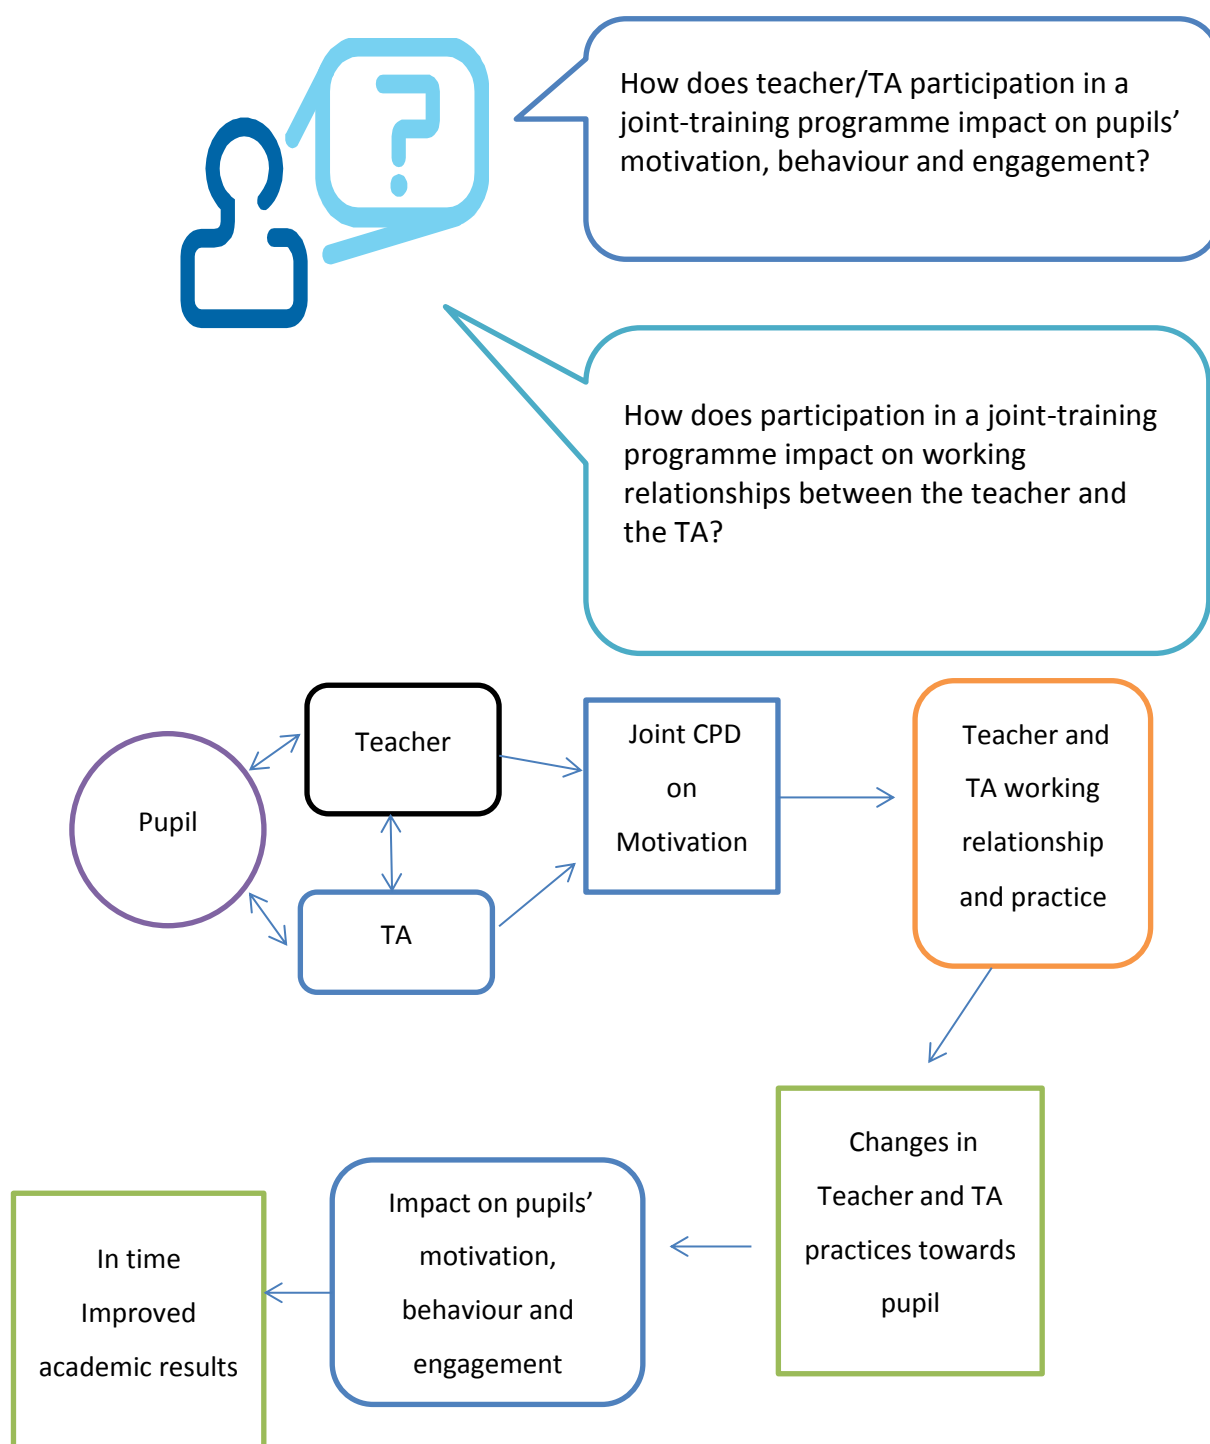 ?
How does teacher/TA participation in a
joint-training programme impact on pupils’
motivation, behaviour and engagement?
How does participation in a joint-training
programme impact on working
relationships between the teacher and
the TA?
Pupil
Teacher
TA
Joint CPD
on
Motivation
Teacher and
TA working
relationship
and practice
Changes in
Teacher and TA
practices towards
pupil
Impact on pupils’
motivation,
behaviour and
engagement
In time
Improved
academic results